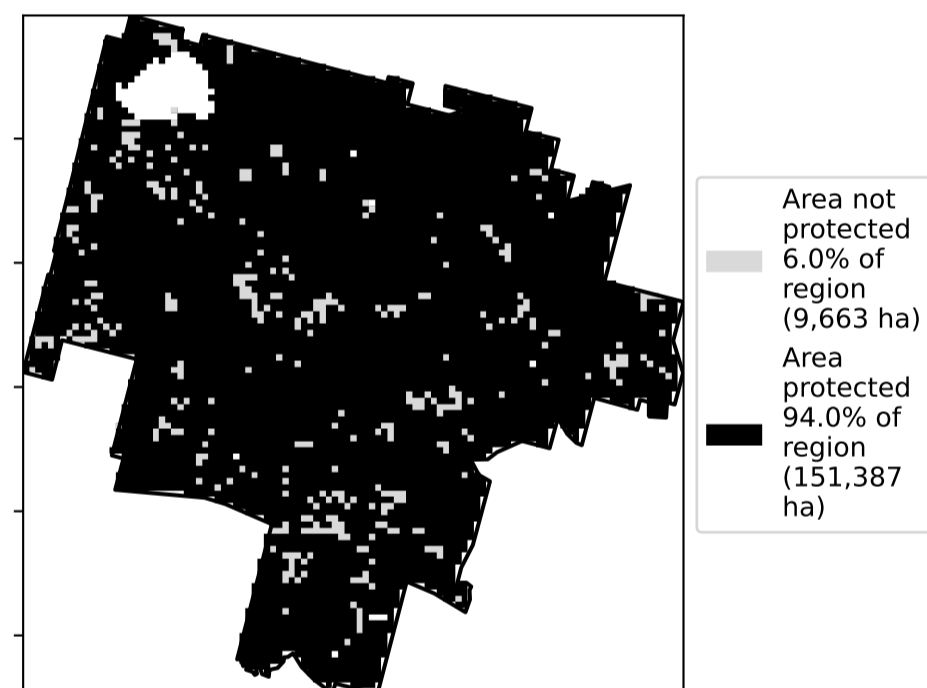 Area not
protected
6.0% of
region
(9,663 ha)
Area
protected
94.0% of
region
(151,387
ha)